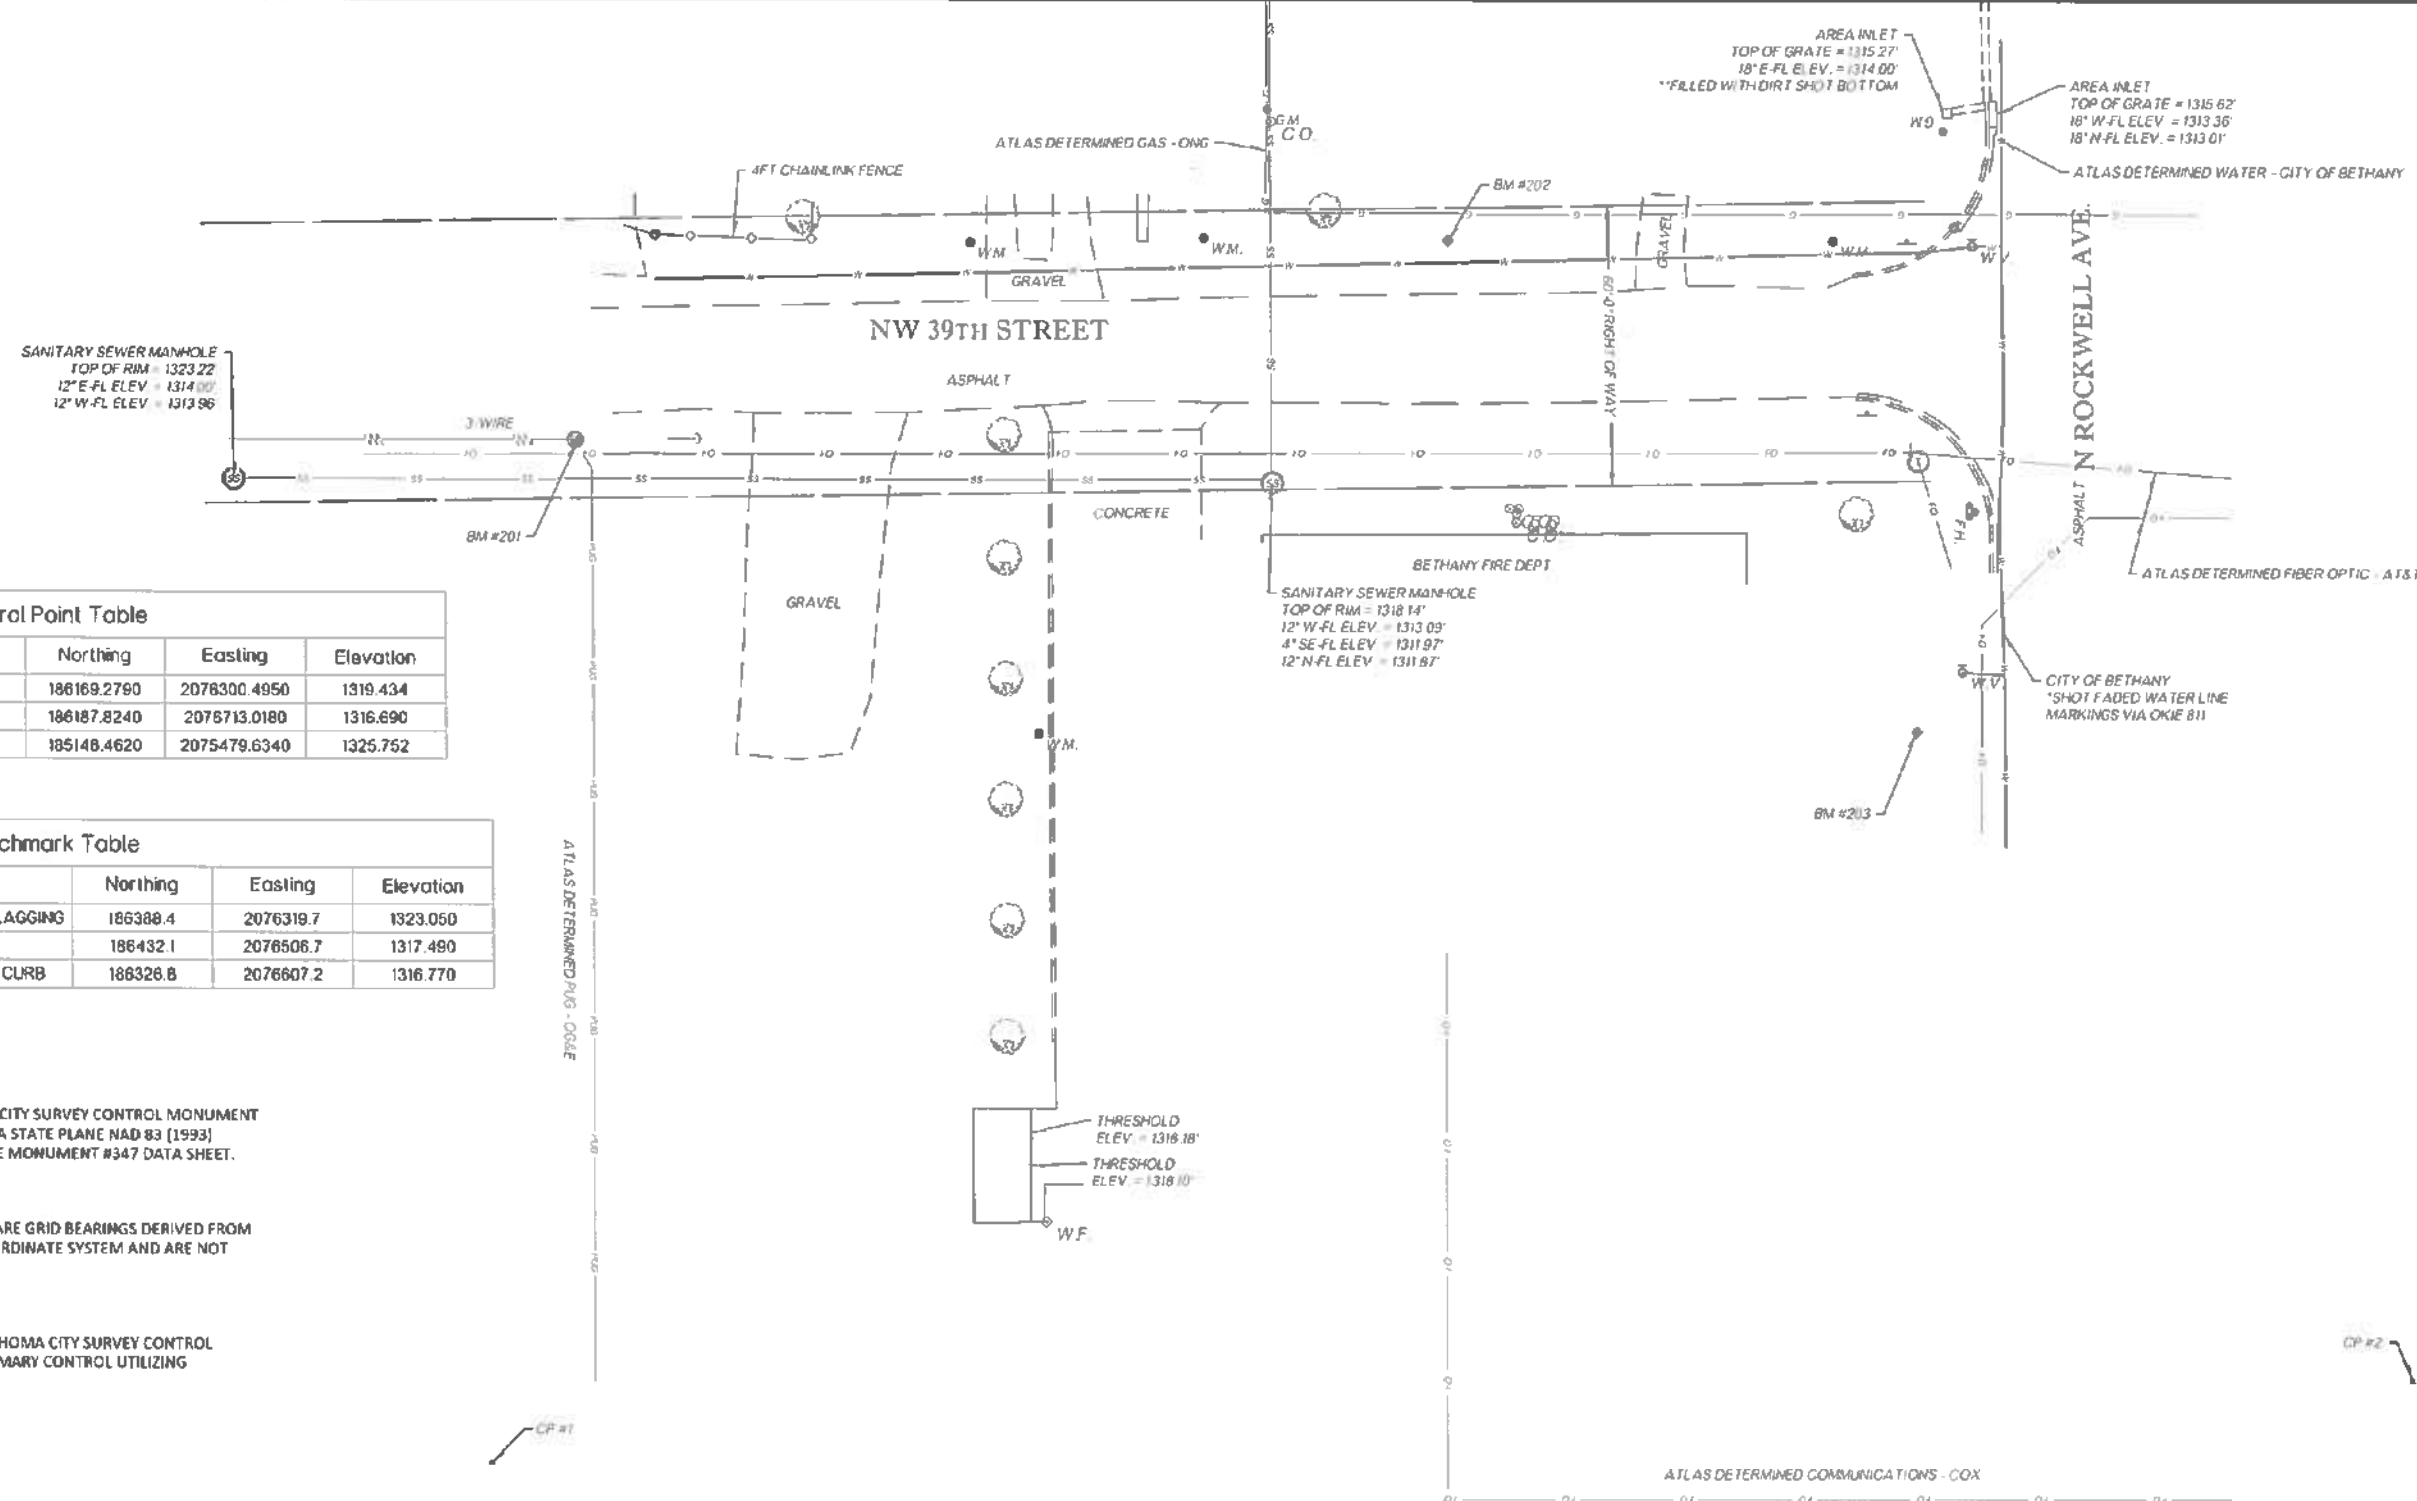 AREA INLET
TOP OF GRATE = 1315.27'
18" E-FL ELEV. = 1314.00'
**FILLED WITH DIRT SHOT BOTTOM
AREA INLET
TOP OF GRATE = 1315.62'
18" W-FL ELEV = 1313.36'
18" N-FL ELEV. = 1313.01'
ATLAS DETERMINED WATER - CITY OF BETHANY
GM
C O.
ATLAS DETERMINED GAS - ONG
4FT CHAINLINK FENCE
BM #202
WM
WM.
WM
GRAVEL
GRAVEL
NW 39TH STREET
60'-0" RIGHT OF WAY
N ROCKWELL AVE.
ASPHALT
SANITARY SEWER MANHOLE
TOP OF RIM = 1323.22
12" E-FL ELEV = 1314.00'
12" W-FL ELEV = 1313.96
ASPHALT
3 WIRE
SS
SS
BM #201
CONCRETE
F.H.
BETHANY FIRE DEPT
ATLAS DETERMINED FIBER OPTIC - AT&T
GRAVEL
SANITARY SEWER MANHOLE
TOP OF RIM = 1318.14'
12" W-FL ELEV = 1313.09'
4" SE-FL ELEV = 1311.97'
12" N-FL ELEV = 1311.87'
W.V
CITY OF BETHANY
*SHOT FADED WATER LINE
MARKINGS VIA OKIE 811
WM.
BM #203
rol Point Table
Northing Easting Elevation
186169.2790 2076300.4950 1319.434
186187.8240 2076713.0180 1316.690
185148.4620 2075479.6340 1325.752
chmark Table
Northing Easting Elevation
LAGGING 186388.4 2076319.7 1323.050
186432.1 2076506.7 1317.490
CURB 186326.8 2076607.2 1316.770
ATLAS DETERMINED PUG - OG&E
CITY SURVEY CONTROL MONUMENT
A STATE PLANE NAD 83 (1993)
E MONUMENT #347 DATA SHEET.
THRESHOLD
ELEV. = 1318.18'
THRESHOLD
ELEV. = 1318.10'
W.F.
ARE GRID BEARINGS DERIVED FROM
RDINATE SYSTEM AND ARE NOT
HOMA CITY SURVEY CONTROL
MARY CONTROL UTILIZING
CP #1
CP #2
ATLAS DETERMINED COMMUNICATIONS - COX